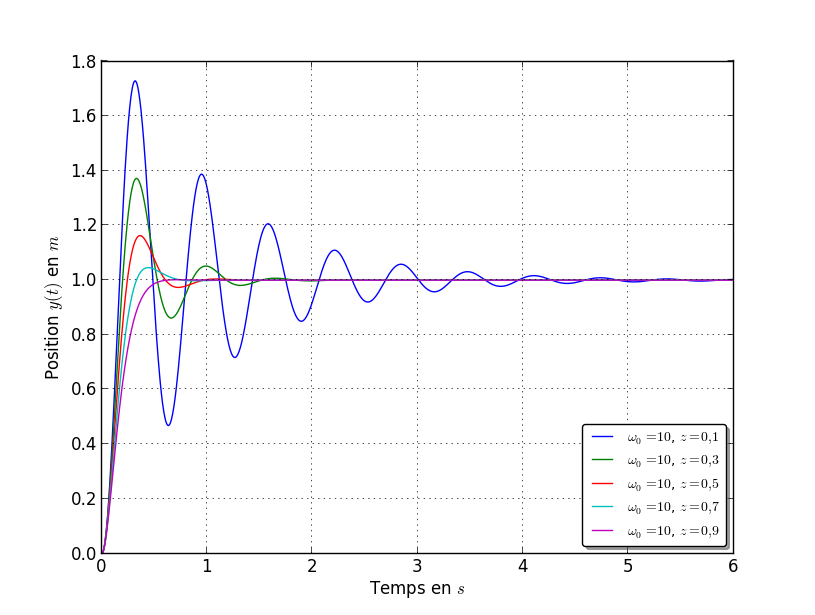 1.8
1.6
1.4
1.2
1.0
0.8
0.6
0.4
0.2
0.0
Position y(t) en m
0 1 2 3 4 5 6
Temps en s
ω₀ =10, z=0,1
ω₀ =10, z=0,3
ω₀ =10, z=0,5
ω₀ =10, z=0,7
ω₀ =10, z=0,9